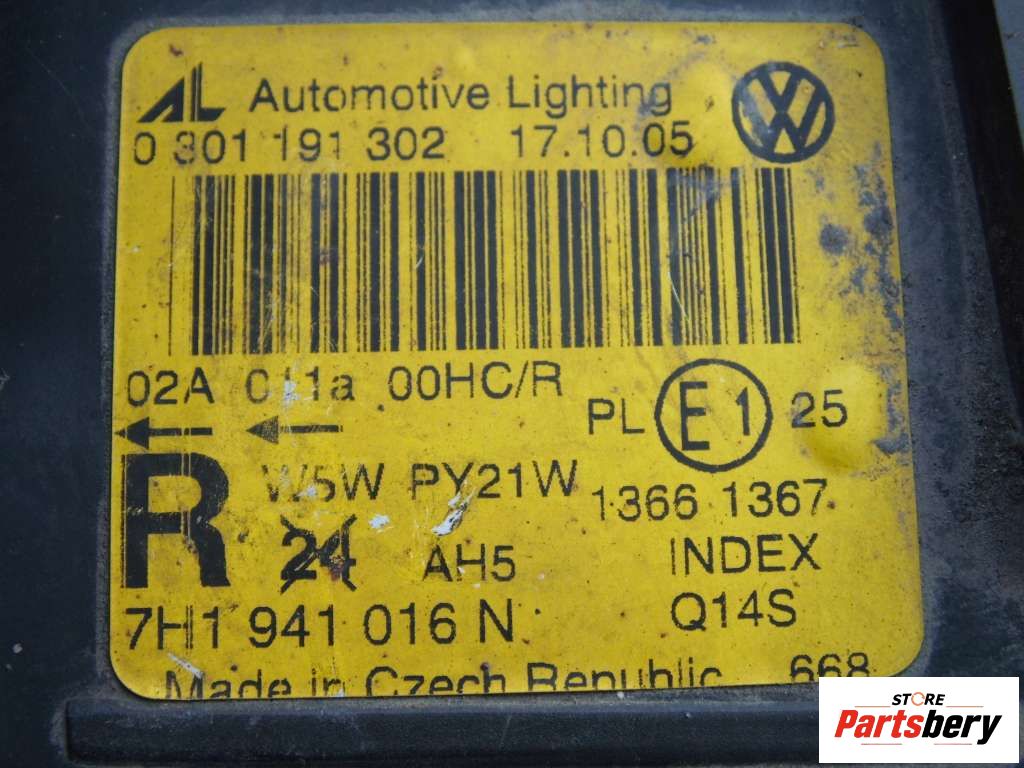 AL Automotive Lighting
0 301 191 302 17.10.05
02A 011a 00HC/R
PL E1 25
R W5W PY21W 1366 1367
24 AH5 INDEX
7H1 941 016 N Q14S
Made in Czech Republic 668
STORE
Partsbery